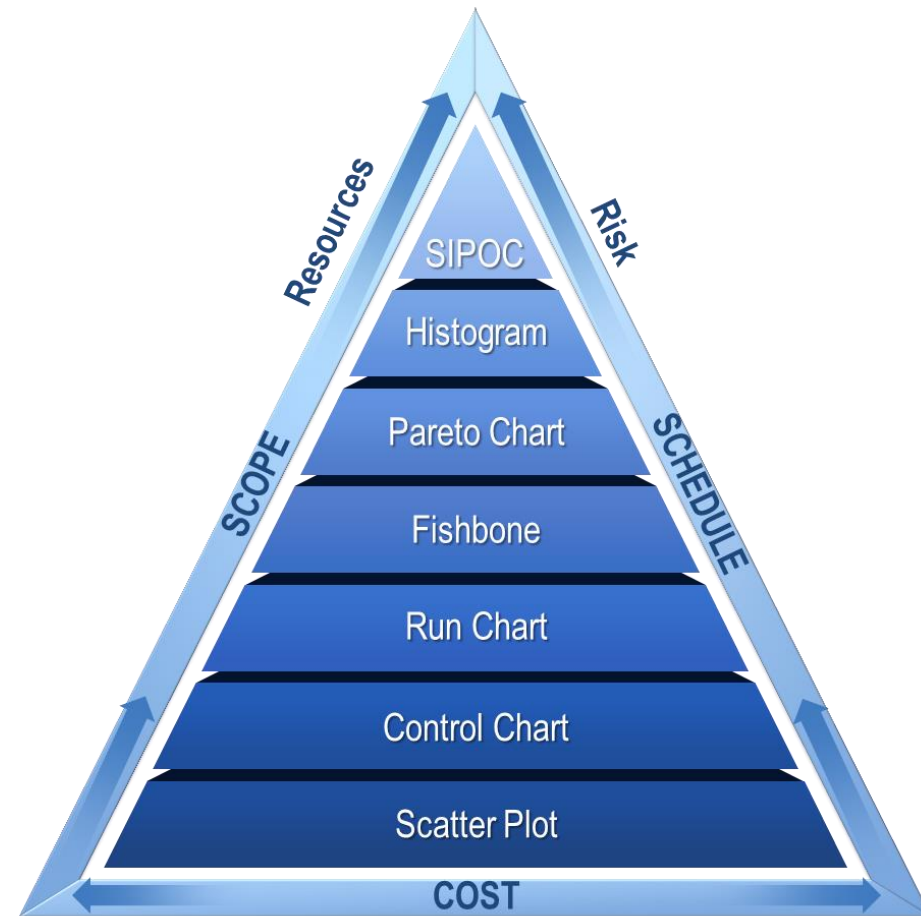 Resources
Risk
SIPOC
Histogram
Pareto Chart
SCOPE
SCHEDULE
Fishbone
Run Chart
Control Chart
Scatter Plot
COST